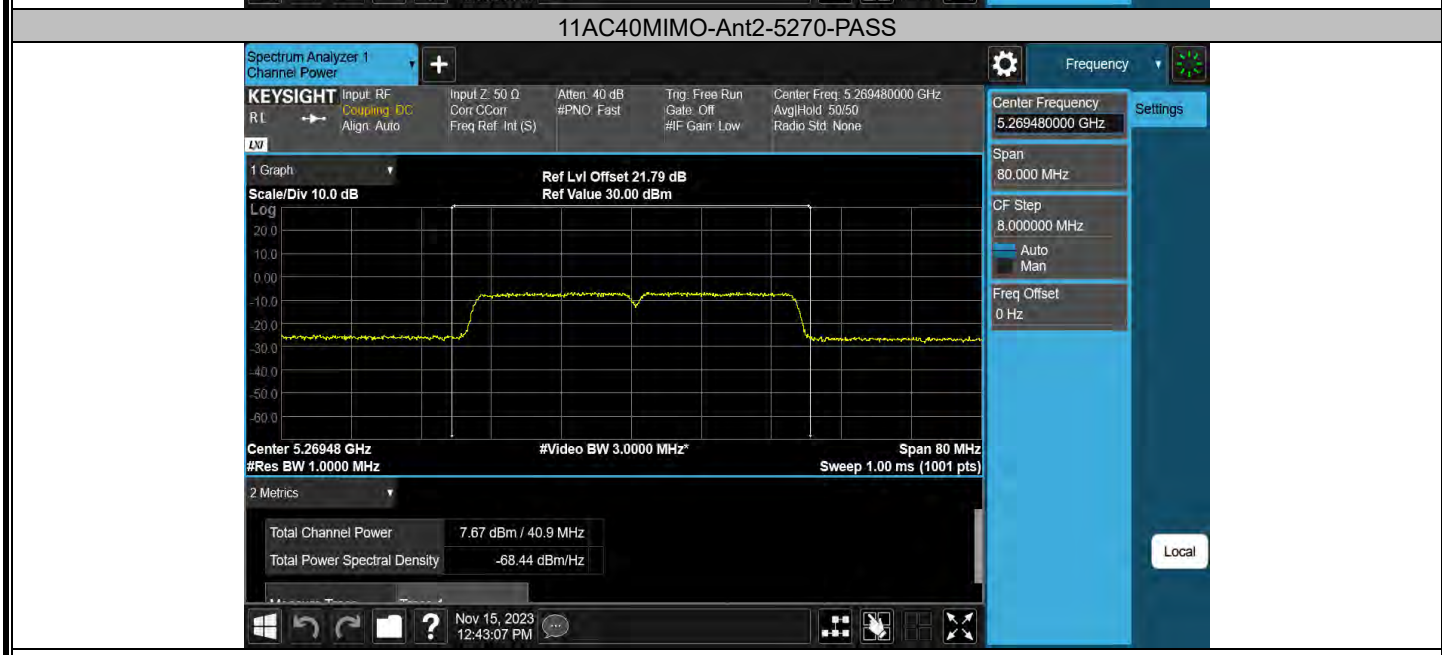 11AC40MIMO-Ant2-5270-PASS
Spectrum Analyzer 1
Channel Power
+
Frequency
KEYSIGHT
RL
LXI
Input: RF
Coupling: DC
Align: Auto
Input Z: 50 Ω
Corr CCorr
Freq Ref: Int (S)
Atten: 40 dB
#PNO: Fast
Trig: Free Run
Gate: Off
#IF Gain: Low
Center Freq: 5.269480000 GHz
Avg|Hold: 50/50
Radio Std: None
Center Frequency
5.269480000 GHz
Settings
Span
80.000 MHz
CF Step
8.000000 MHz
Auto
Man
Freq Offset
0 Hz
1 Graph
Scale/Div 10.0 dB
Ref Lvl Offset 21.79 dB
Ref Value 30.00 dBm
Log
20.0
10.0
0.00
-10.0
-20.0
-30.0
-40.0
-50.0
-60.0
Center 5.26948 GHz
#Video BW 3.0000 MHz*
Span 80 MHz
#Res BW 1.0000 MHz
Sweep 1.00 ms (1001 pts)
2 Metrics
Total Channel Power 7.67 dBm / 40.9 MHz
Total Power Spectral Density -68.44 dBm/Hz
Local
?
Nov 15, 2023
12:43:07 PM